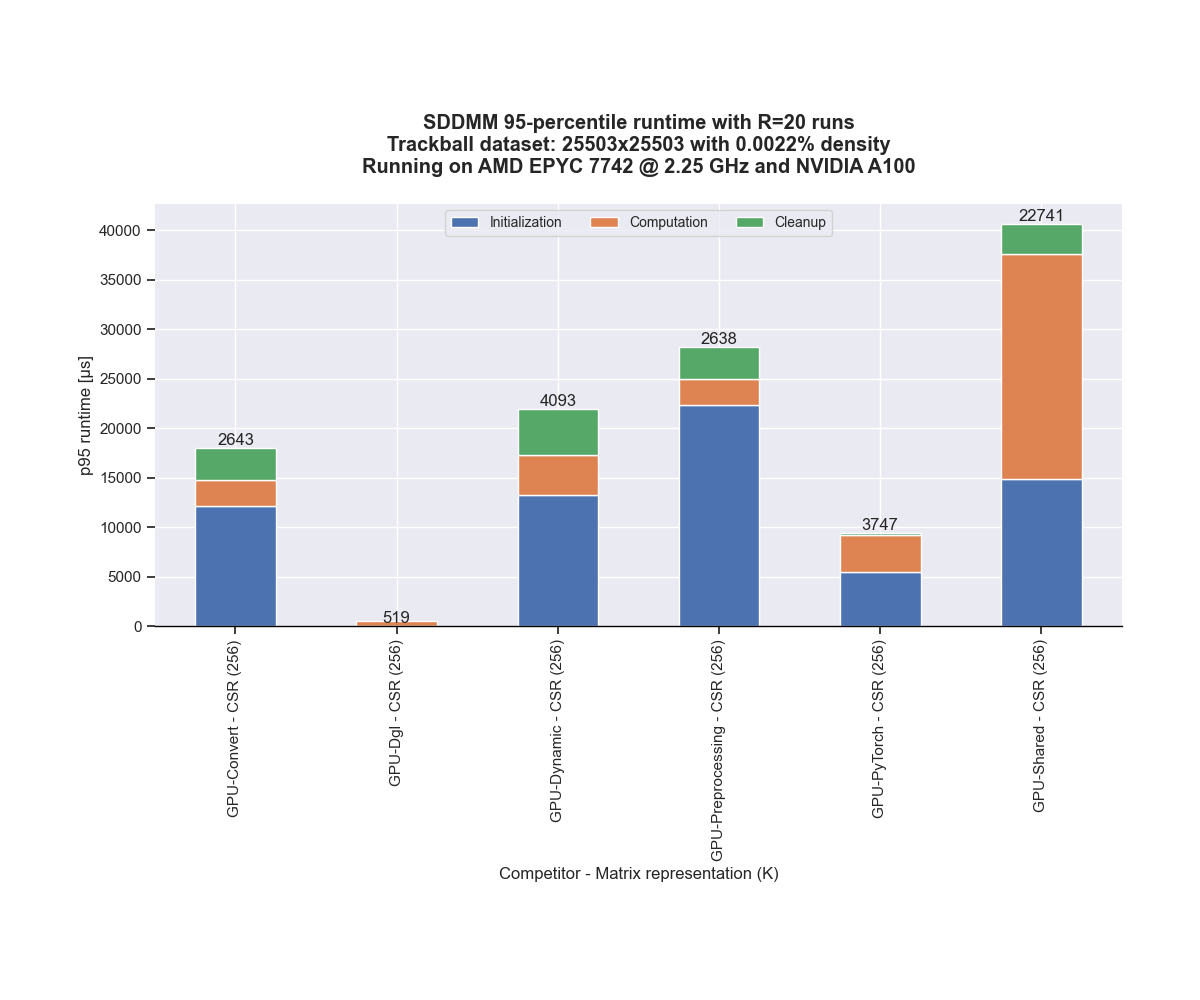 SDDMM 95-percentile runtime with R=20 runs
Trackball dataset: 25503x25503 with 0.0022% density
Running on AMD EPYC 7742 @ 2.25 GHz and NVIDIA A100
Initialization
Computation
Cleanup
p95 runtime [µs]
40000
35000
30000
25000
20000
15000
10000
5000
0
2643
519
4093
2638
3747
22741
GPU-Convert - CSR (256)
GPU-Dgl - CSR (256)
GPU-Dynamic - CSR (256)
GPU-Preprocessing - CSR (256)
GPU-PyTorch - CSR (256)
GPU-Shared - CSR (256)
Competitor - Matrix representation (K)